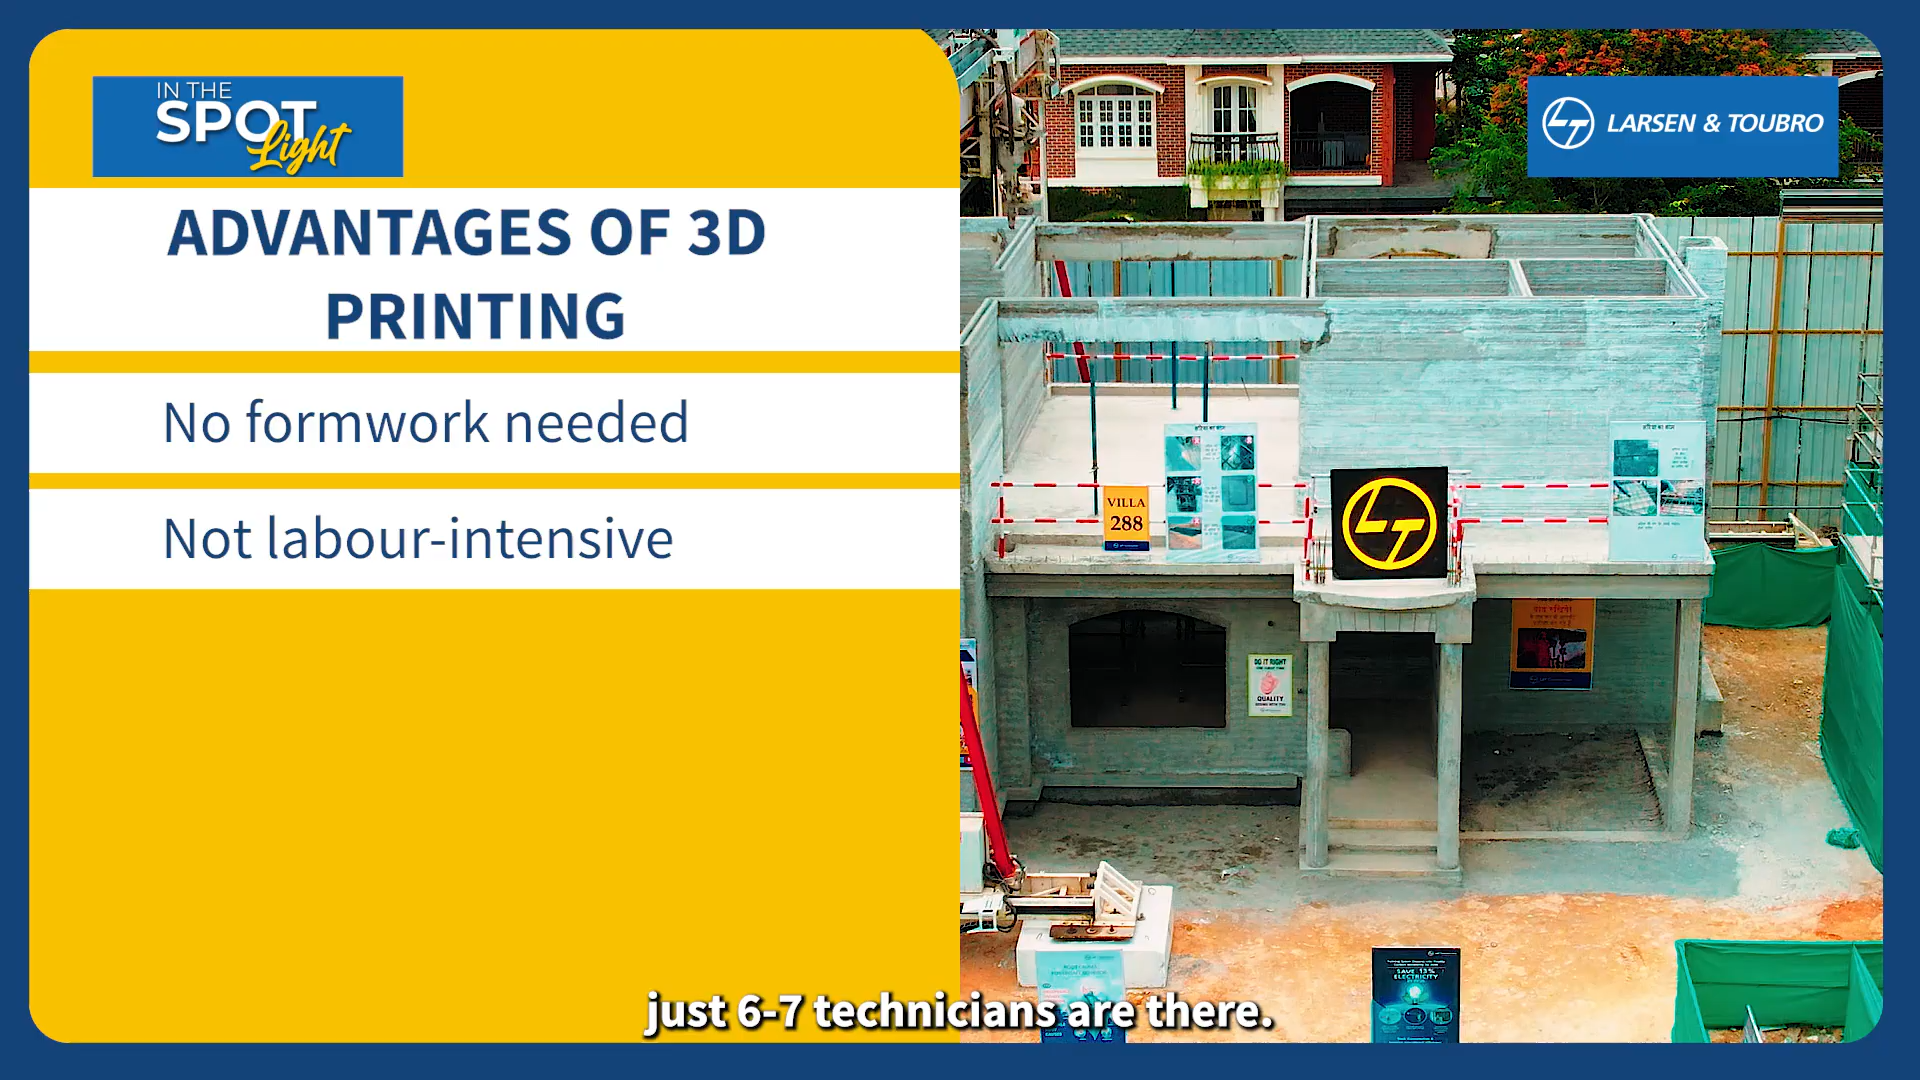 IN THE
SPOT
Light
LARSEN & TOUBRO
ADVANTAGES OF 3D
PRINTING
No formwork needed
Not labour-intensive
VILLA
288
LT
DO IT RIGHT
QUALITY
SAVE 13%
ELECTRICITY
just 6-7 technicians are there.